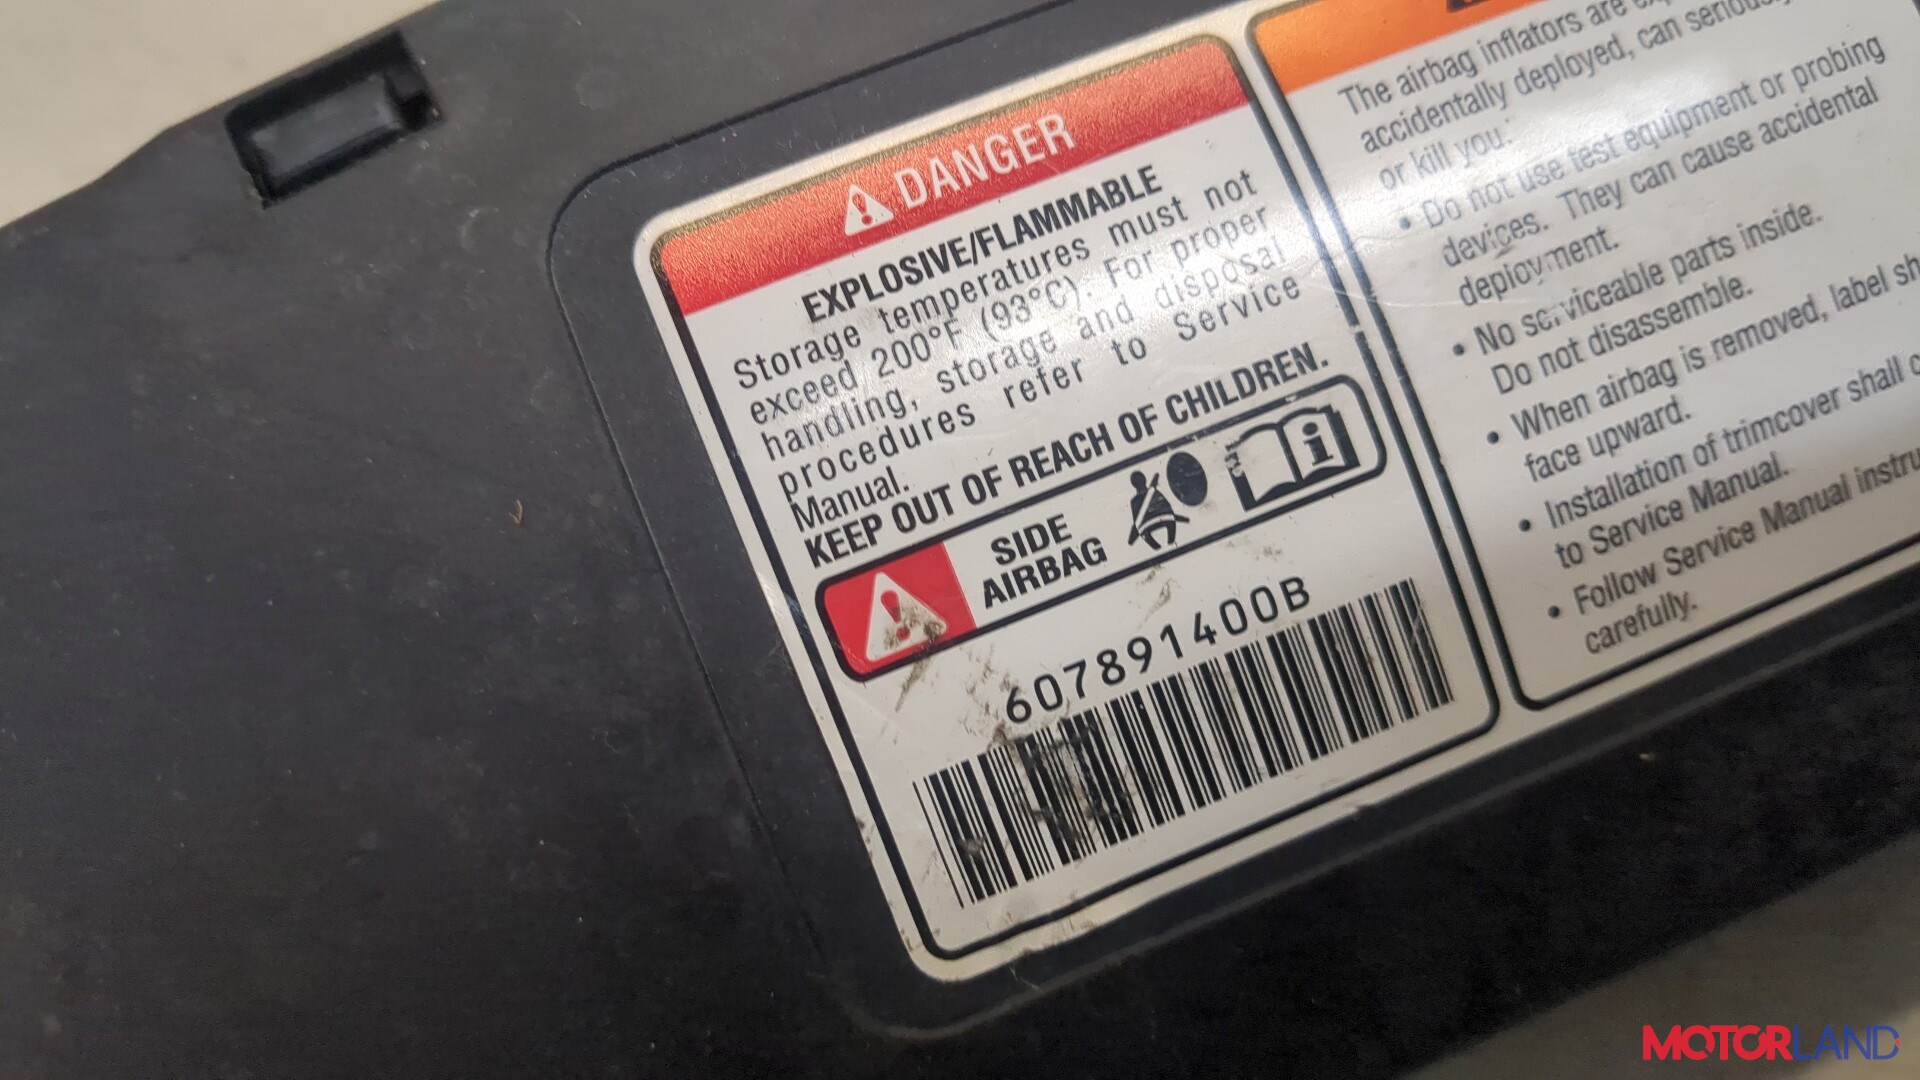 DANGER
EXPLOSIVE/FLAMMABLE
Storage temperatures must not
exceed 200°F (93°C). For proper
handling, storage and disposal
procedures refer to Service
Manual.
KEEP OUT OF REACH OF CHILDREN.
SIDE
AIRBAG
607891400B
The airbag inflators are
accidentally deployed, can seriously
or kill you.
• Do not use test equipment or probing
devices. They can cause accidental
deployment.
• No serviceable parts inside.
Do not disassemble.
• When airbag is removed, label
face upward.
• Installation of trimcover shall
to Service Manual.
• Follow Service Manual
carefully.
MOTORLAND